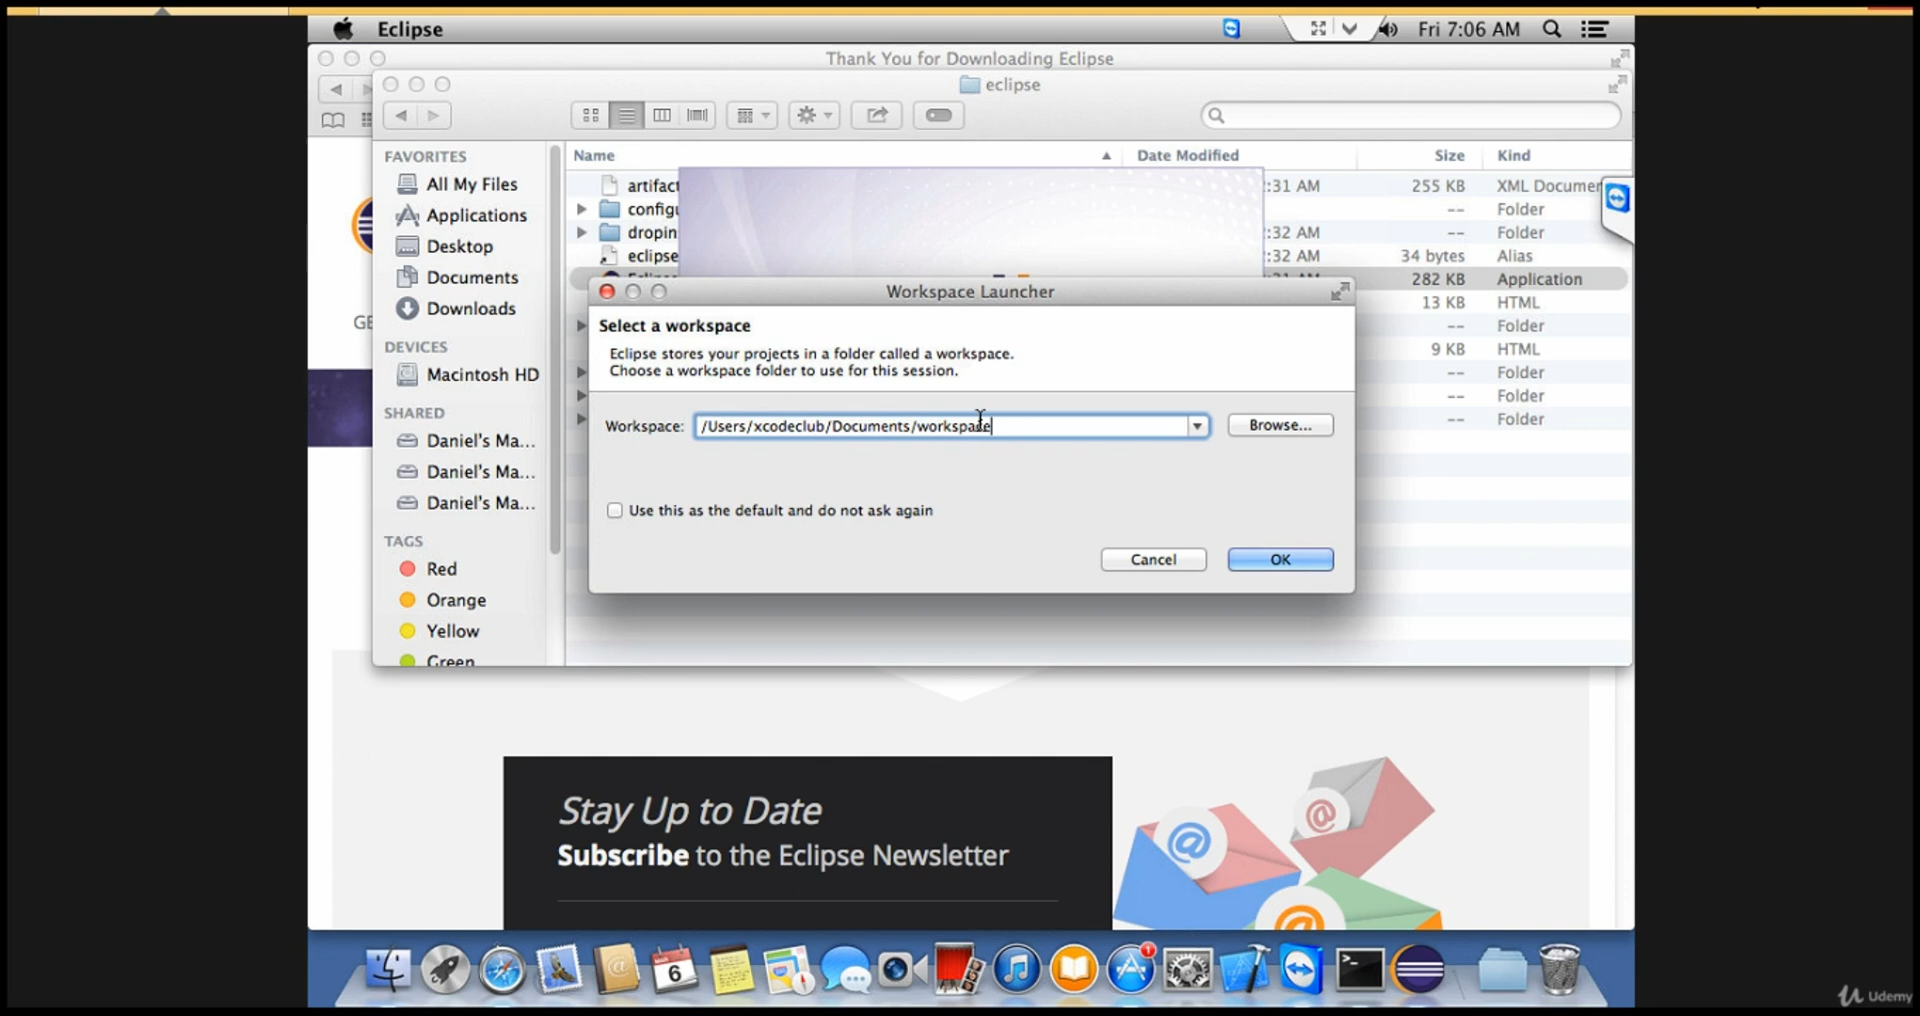 Eclipse
Fri 7:06 AM
Thank You for Downloading Eclipse
eclipse
FAVORITES
All My Files
Applications
Desktop
Documents
Downloads
DEVICES
Macintosh HD
SHARED
Daniel's Ma...
Daniel's Ma...
Daniel's Ma...
TAGS
Red
Orange
Yellow
Green
Name Date Modified Size Kind
artifact :31 AM 255 KB XML Documen
configu -- Folder
dropin :32 AM -- Folder
eclipse :32 AM 34 bytes Alias
282 KB Application
13 KB HTML
-- Folder
9 KB HTML
-- Folder
-- Folder
-- Folder
GE
Workspace Launcher
Select a workspace
Eclipse stores your projects in a folder called a workspace.
Choose a workspace folder to use for this session.
Workspace: /Users/xcodeclub/Documents/workspace Browse...
Use this as the default and do not ask again
Cancel OK
Stay Up to Date
Subscribe to the Eclipse Newsletter
@
@
@
6
1
Udemy